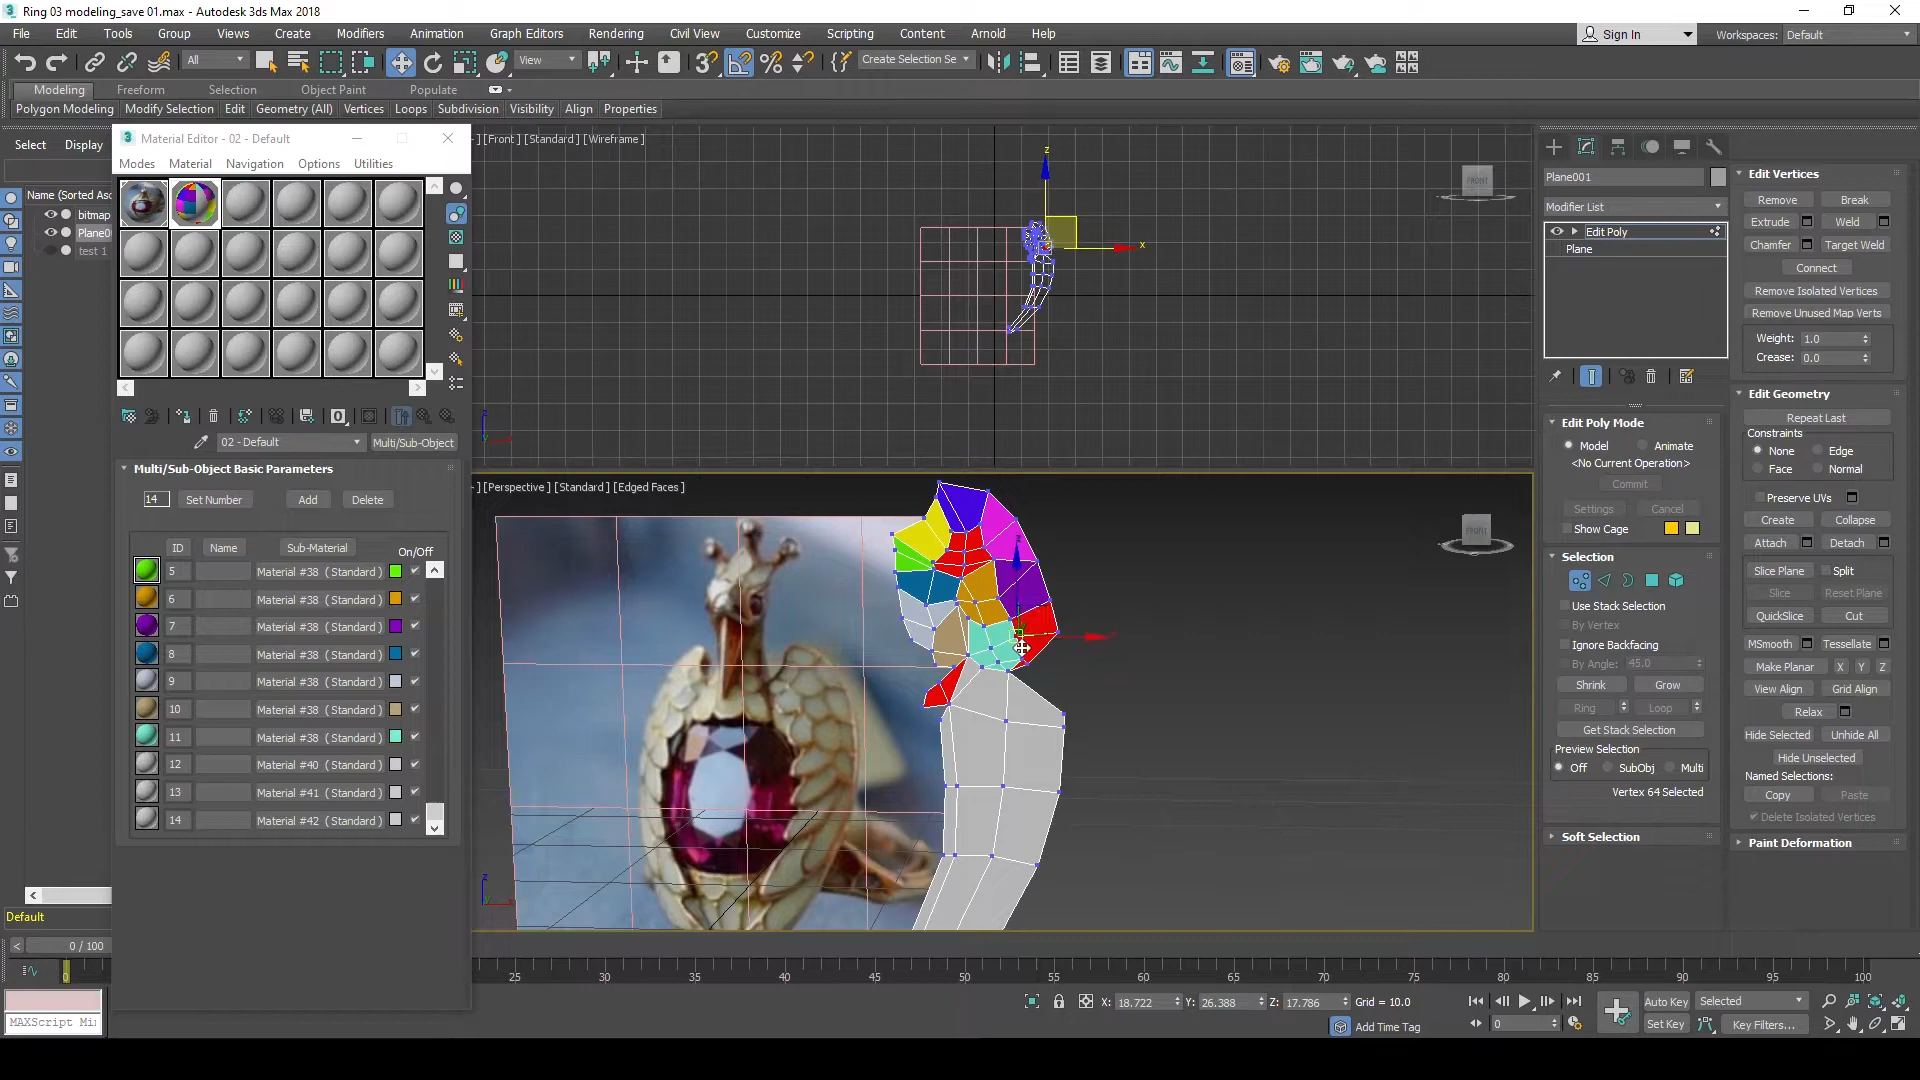 Ring 03 modeling_save 01.max - Autodesk 3ds Max 2018
File Edit Tools Group Views Create Modifiers Animation Graph Editors Rendering Civil View Customize Scripting Content Arnold Help
Sign In Workspaces: Default
All View Create Selection Se
Modeling Freeform Selection Object Paint Populate
Polygon Modeling Modify Selection Edit Geometry (All) Vertices Loops Subdivision Visibility Align Properties
Select Display
Name (Sorted Asc
bitmap
Plane0
test 1
Default
Material Editor - 02 - Default
Modes Material Navigation Options Utilities
02 - Default Multi/Sub-Object
Multi/Sub-Object Basic Parameters
14 Set Number Add Delete
ID Name Sub-Material On/Off
5 Material #38 (Standard )
6 Material #38 (Standard )
7 Material #38 (Standard )
8 Material #38 (Standard )
9 Material #38 (Standard )
10 Material #38 (Standard )
11 Material #38 (Standard )
12 Material #40 (Standard )
13 Material #41 (Standard )
14 Material #42 (Standard )
[Front ] [Standard ] [Wireframe ]
z
x
FRONT
[Perspective ] [Standard ] [Edged Faces ]
FRONT
Plane001
Modifier List
Edit Poly
Plane
Edit Poly Mode
Model Animate
<No Current Operation>
Commit
Settings Cancel
Show Cage
Selection
Use Stack Selection
By Vertex
Ignore Backfacing
By Angle: 45.0
Shrink Grow
Ring Loop
Get Stack Selection
Preview Selection
Off SubObj Multi
Vertex 64 Selected
Soft Selection
Edit Vertices
Remove Break
Extrude Weld
Chamfer Target Weld
Connect
Remove Isolated Vertices
Remove Unused Map Verts
Weight: 1.0
Crease: 0.0
Edit Geometry
Repeat Last
Constraints
None Edge
Face Normal
Preserve UVs
Create Collapse
Attach Detach
Slice Plane Split
Slice Reset Plane
QuickSlice Cut
MSmooth Tessellate
Make Planar X Y Z
View Align Grid Align
Relax
Hide Selected Unhide All
Hide Unselected
Named Selections:
Copy Paste
Delete Isolated Vertices
Paint Deformation
0 / 100
0 25 30 35 40 45 50 55 60 65 70 75 80 85 90 95 100
X: 18.722 Y: 26.388 Z: 17.786 Grid = 10.0
Add Time Tag
Auto Key Selected
0 Set Key Key Filters...
MAXScript Mi